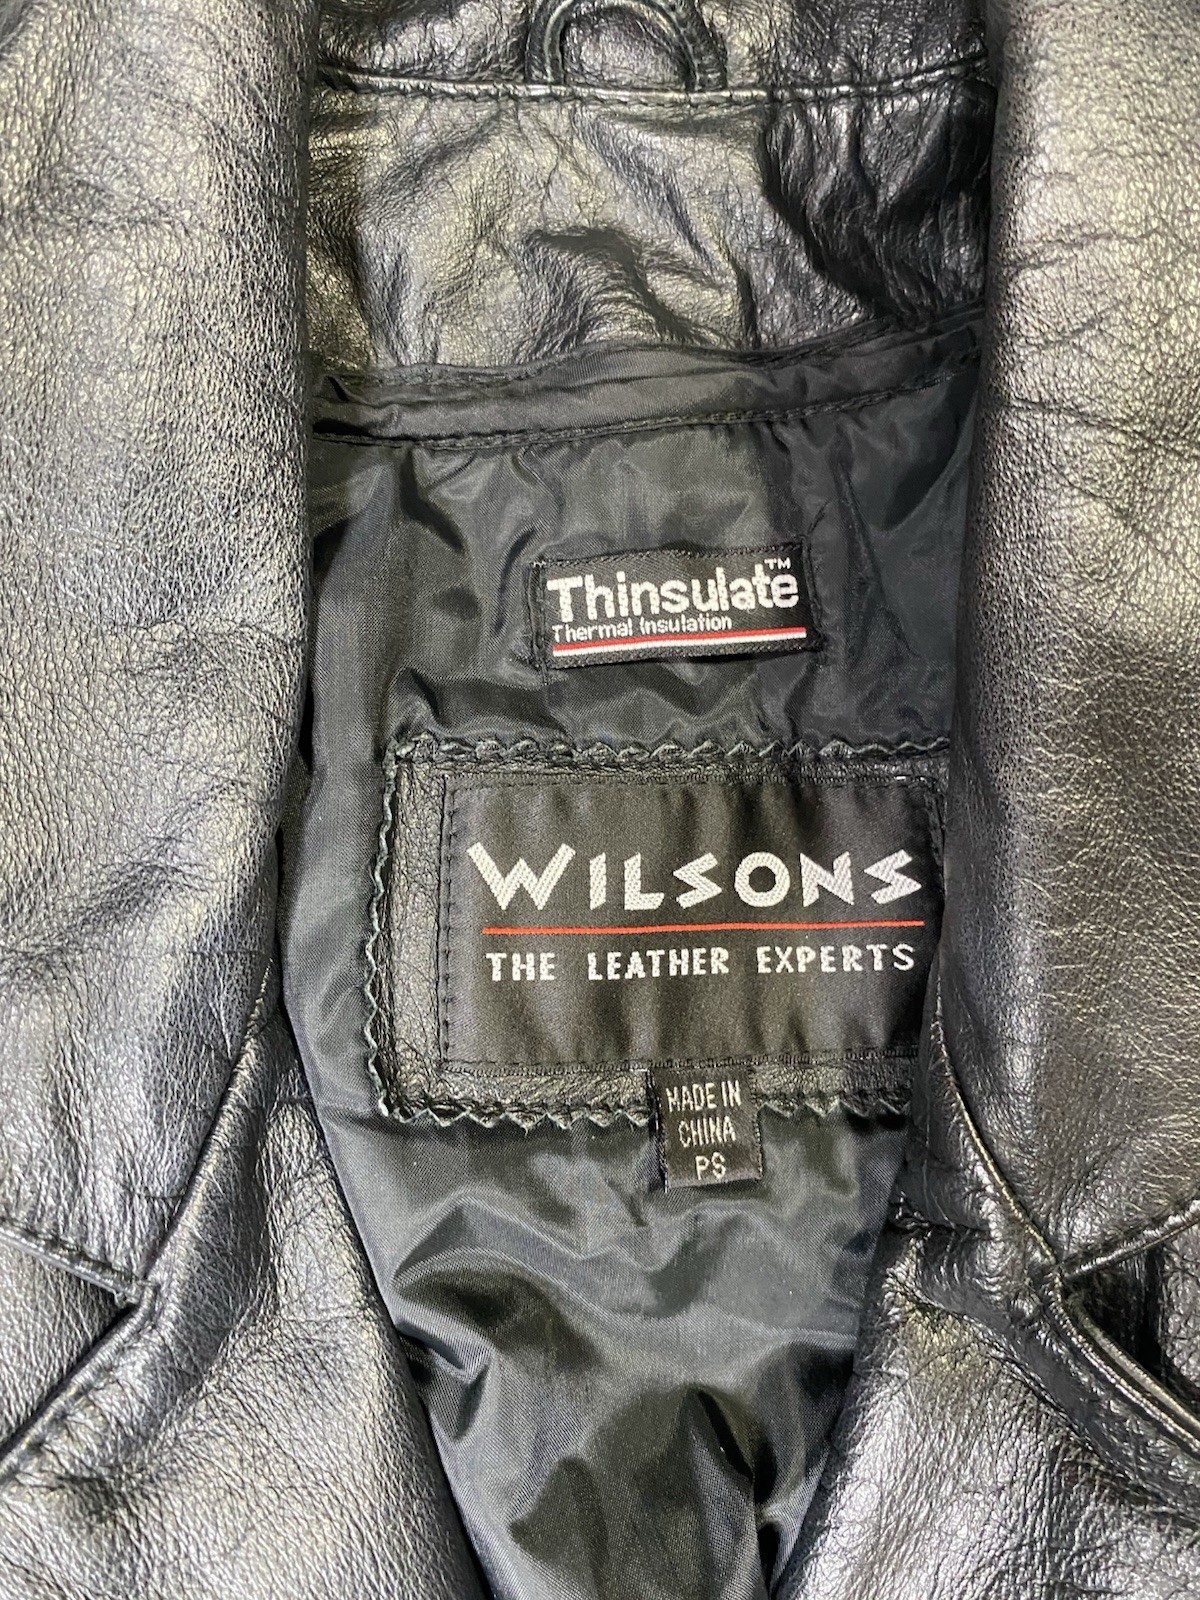 Thinsulate™
Thermal Insulation
WILSONS
THE LEATHER EXPERTS
MADE IN
CHINA
PS